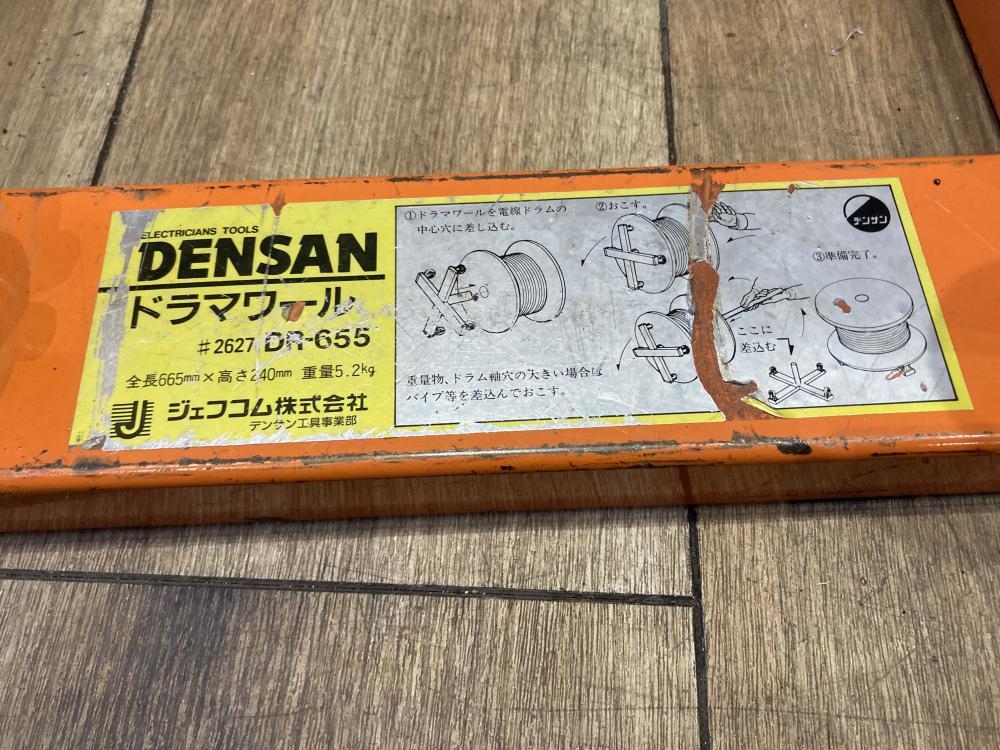 ELECTRICIANS TOOLS
DENSAN
ドラマワール
#2627 DR-655
全長665mm×高さ240mm 重量5.2kg
ジェフコム株式会社
デンサン工具事業部
①ドラマワールを電線ドラムの
中心穴に差し込む。
②おこす。
ここに
差込む
重量物、ドラム軸穴の大きい場合は
パイプ等を差込んでおこす。
③準備完了。
デンサン